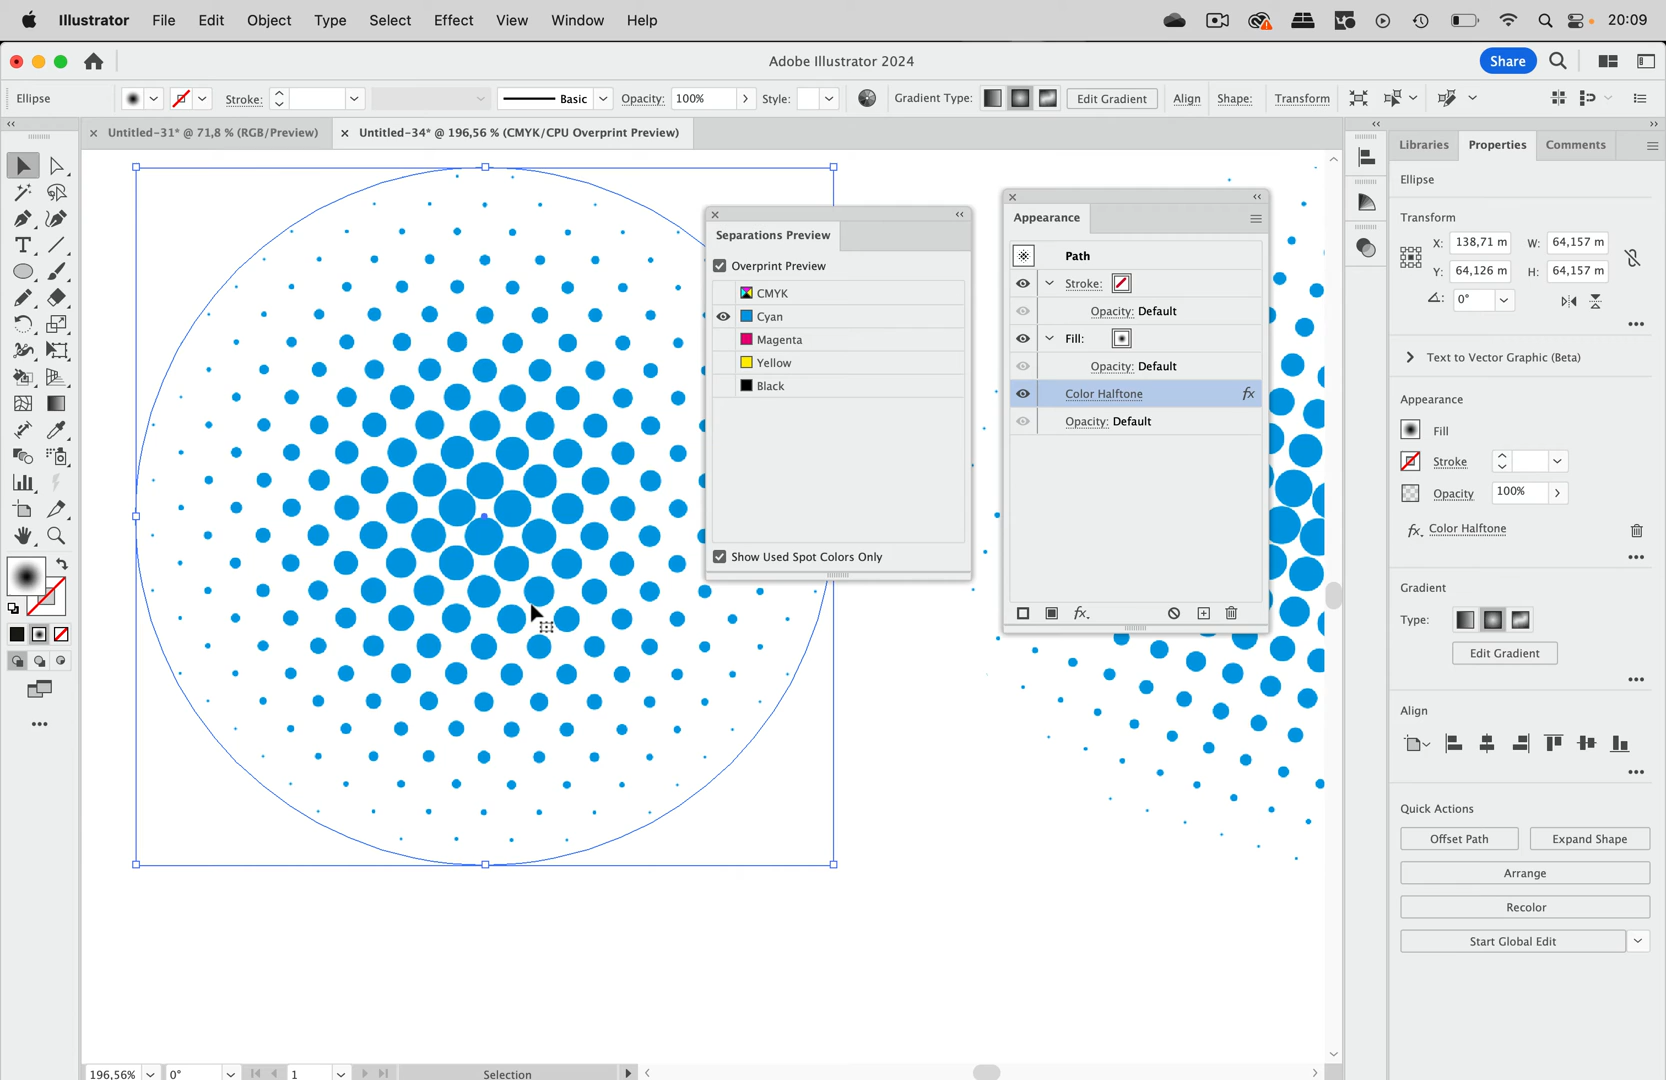 Illustrator File Edit Object Type Select Effect View Window Help 20:09
Adobe Illustrator 2024 Share
Ellipse Stroke: Basic Opacity: 100% Style: Gradient Type: Edit Gradient Align Shape: Transform
Untitled-31* @ 71,8 % (RGB/Preview) Untitled-34* @ 196,56 % (CMYK/CPU Overprint Preview)
Libraries Properties Comments
Ellipse
Transform
X: 138,71 m W: 64,157 m
Y: 64,126 m H: 64,157 m
0°
Text to Vector Graphic (Beta)
Appearance
Fill
Stroke
Opacity 100%
fx. Color Halftone
Gradient
Type:
Edit Gradient
Align
Quick Actions
Offset Path Expand Shape
Arrange
Recolor
Start Global Edit
Separations Preview
Overprint Preview
CMYK
Cyan
Magenta
Yellow
Black
Show Used Spot Colors Only
Appearance
Path
Stroke:
Opacity: Default
Fill:
Opacity: Default
Color Halftone fx
Opacity: Default
fx.
196,56% 0° 1 Selection